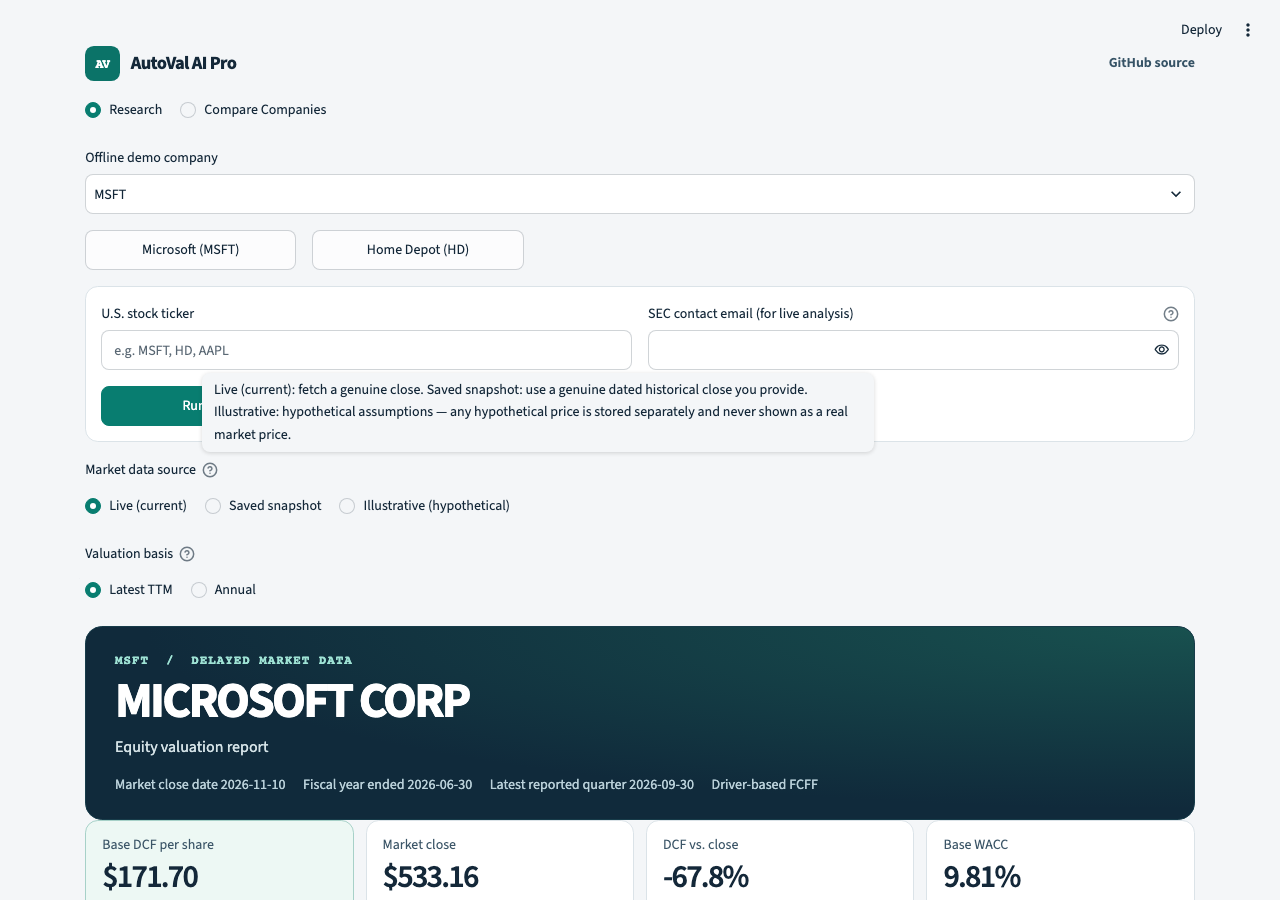 Deploy
AV
AutoVal AI Pro
GitHub source
Research
Compare Companies
Offline demo company
MSFT
Microsoft (MSFT)
Home Depot (HD)
U.S. stock ticker
SEC contact email (for live analysis)
e.g. MSFT, HD, AAPL
Live (current): fetch a genuine close. Saved snapshot: use a genuine dated historical close you provide.
Illustrative: hypothetical assumptions — any hypothetical price is stored separately and never shown as a real
market price.
Market data source
Live (current)
Saved snapshot
Illustrative (hypothetical)
Valuation basis
Latest TTM
Annual
MSFT / DELAYED MARKET DATA
MICROSOFT CORP
Equity valuation report
Market close date 2026-11-10 Fiscal year ended 2026-06-30 Latest reported quarter 2026-09-30 Driver-based FCFF
Base DCF per share
$171.70
Market close
$533.16
DCF vs. close
-67.8%
Base WACC
9.81%